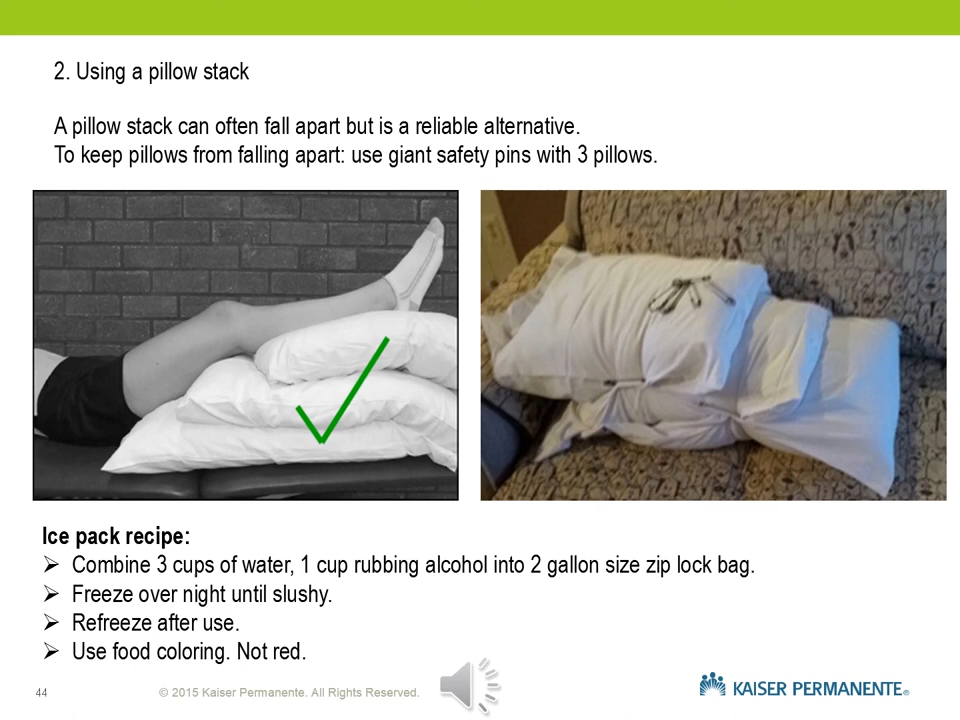 2. Using a pillow stack
A pillow stack can often fall apart but is a reliable alternative.
To keep pillows from falling apart: use giant safety pins with 3 pillows.
Ice pack recipe:
➢ Combine 3 cups of water, 1 cup rubbing alcohol into 2 gallon size zip lock bag.
➢ Freeze over night until slushy.
➢ Refreeze after use.
➢ Use food coloring. Not red.
44 © 2015 Kaiser Permanente. All Rights Reserved. KAISER PERMANENTE®